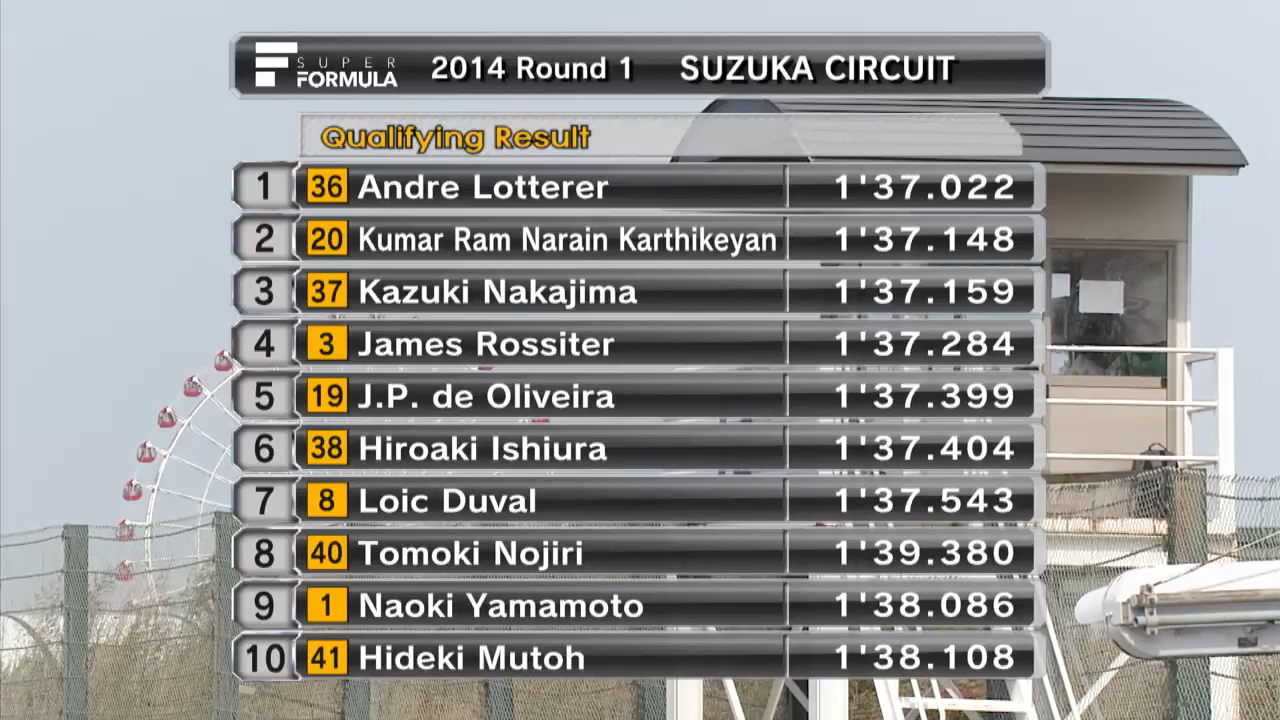 SUPER FORMULA 2014 Round 1 SUZUKA CIRCUIT
Qualifying Result
1 36 Andre Lotterer 1'37.022
2 20 Kumar Ram Narain Karthikeyan 1'37.148
3 37 Kazuki Nakajima 1'37.159
4 3 James Rossiter 1'37.284
5 19 J.P. de Oliveira 1'37.399
6 38 Hiroaki Ishiura 1'37.404
7 8 Loic Duval 1'37.543
8 40 Tomoki Nojiri 1'39.380
9 1 Naoki Yamamoto 1'38.086
10 41 Hideki Mutoh 1'38.108